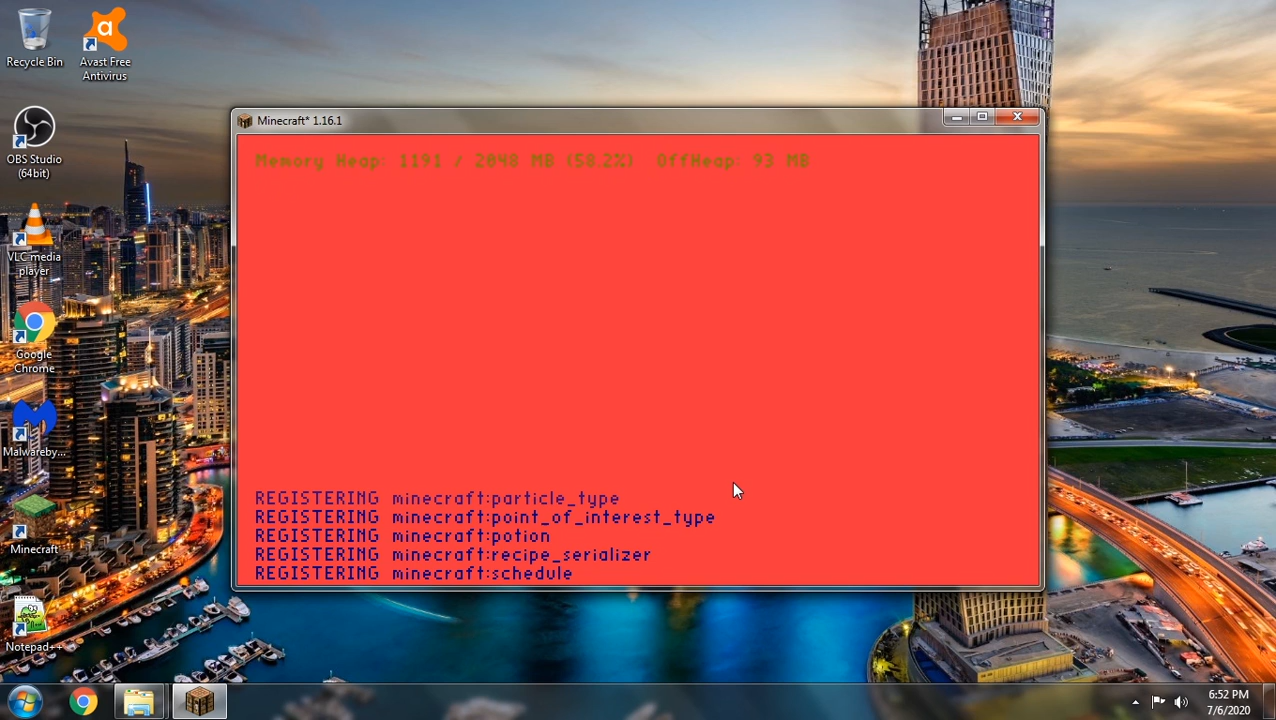 Recycle Bin
Avast Free
Antivirus
OBS Studio
(64bit)
VLC media
player
Google
Chrome
Malwareby...
Minecraft
Notepad++
Minecraft* 1.16.1
Memory Heap: 1191 / 2048 MB (58.2%) OffHeap: 93 MB
REGISTERING minecraft:particle_type
REGISTERING minecraft:point_of_interest_type
REGISTERING minecraft:potion
REGISTERING minecraft:recipe_serializer
REGISTERING minecraft:schedule
6:52 PM
7/6/2020